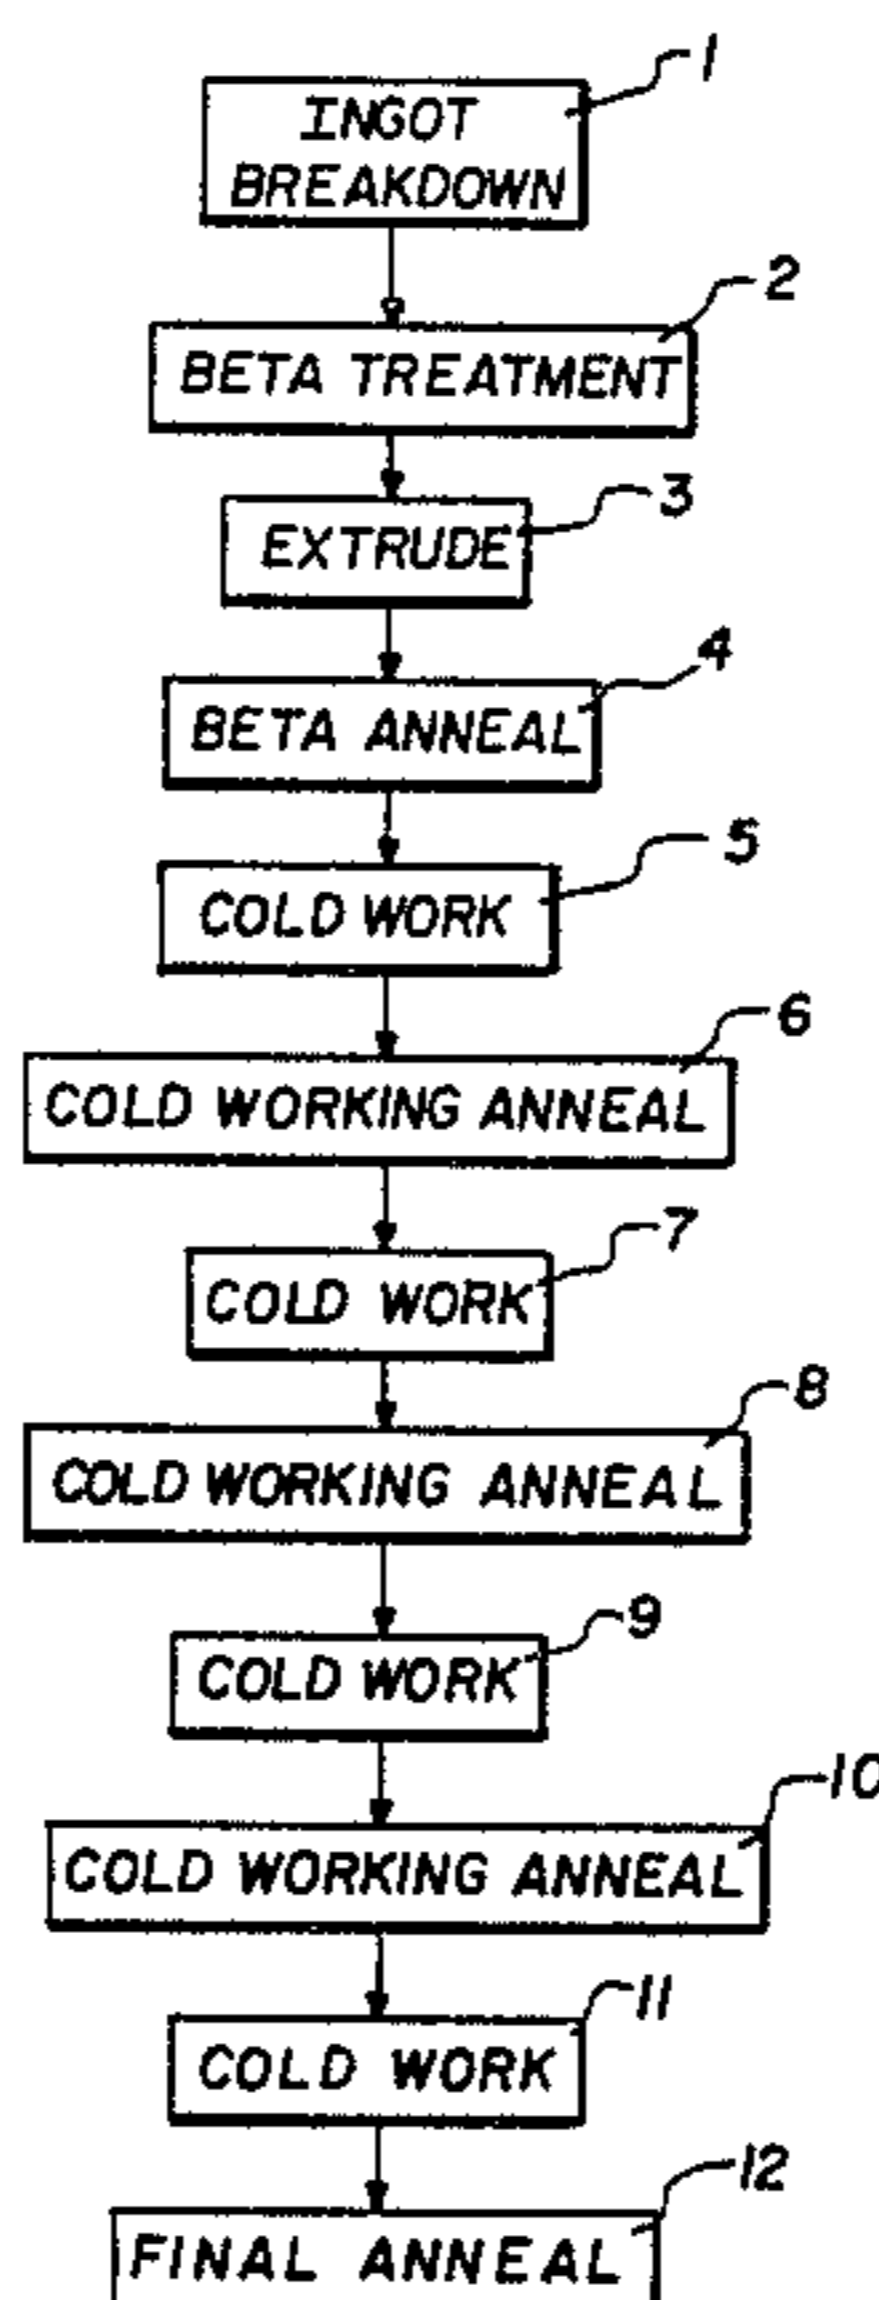 1
INGOT
BREAKDOWN
2
BETA TREATMENT
3
EXTRUDE
4
BETA ANNEAL
5
COLD WORK
6
COLD WORKING ANNEAL
7
COLD WORK
8
COLD WORKING ANNEAL
9
COLD WORK
10
COLD WORKING ANNEAL
11
COLD WORK
12
FINAL ANNEAL